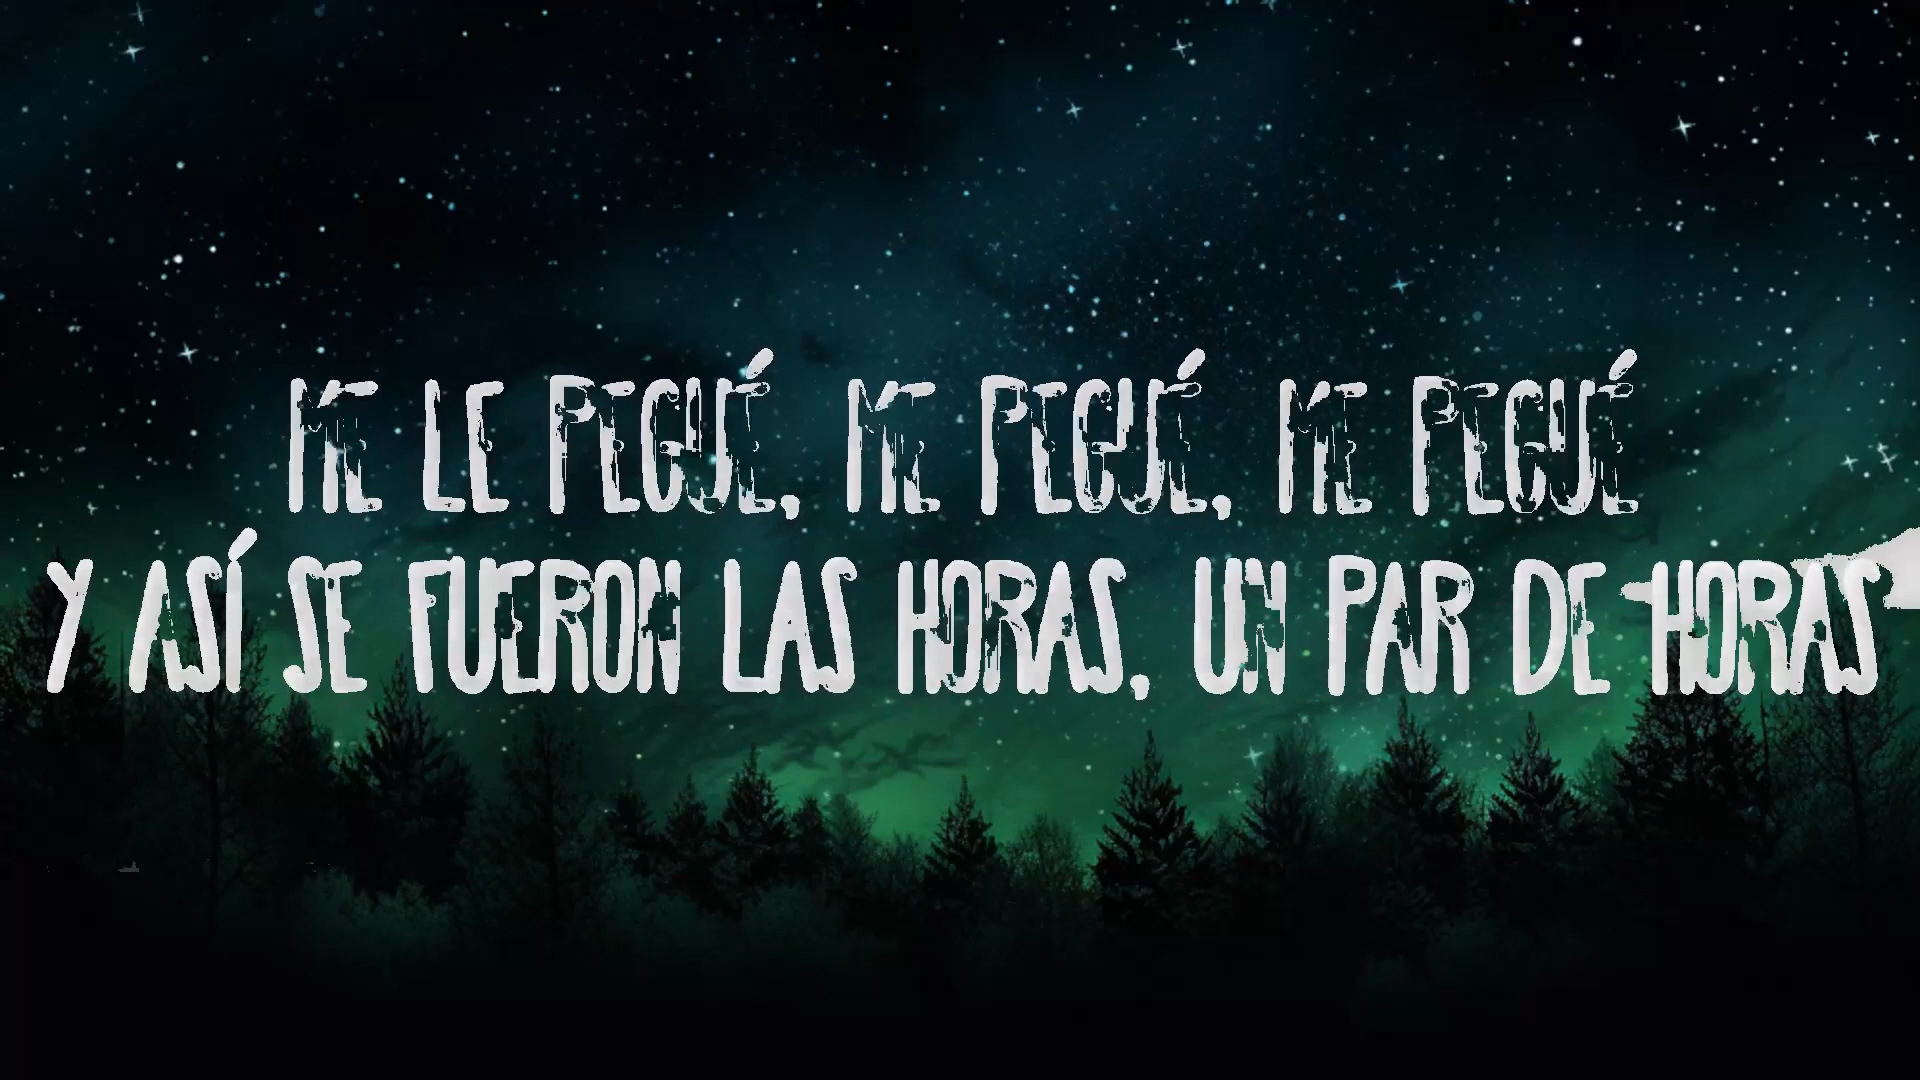 ME LE PEGUÉ, ME PEGUÉ, ME PEGUÉ
Y ASÍ SE FUERON LAS HORAS, UN PAR DE HORAS